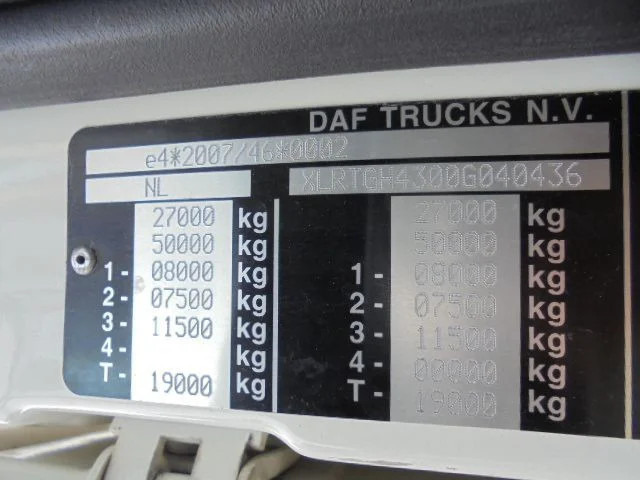 DAF TRUCKS N.V.
e4*2007/46*0002
NL XLRTGH4300G040436
27000 kg 27000 kg
50000 kg 50000 kg
1- 08000 kg 1- 08000 kg
2- 07500 kg 2- 07500 kg
3- 11500 kg 3- 11500 kg
4- kg 4- 00000 kg
T- 19000 kg T- 19000 kg